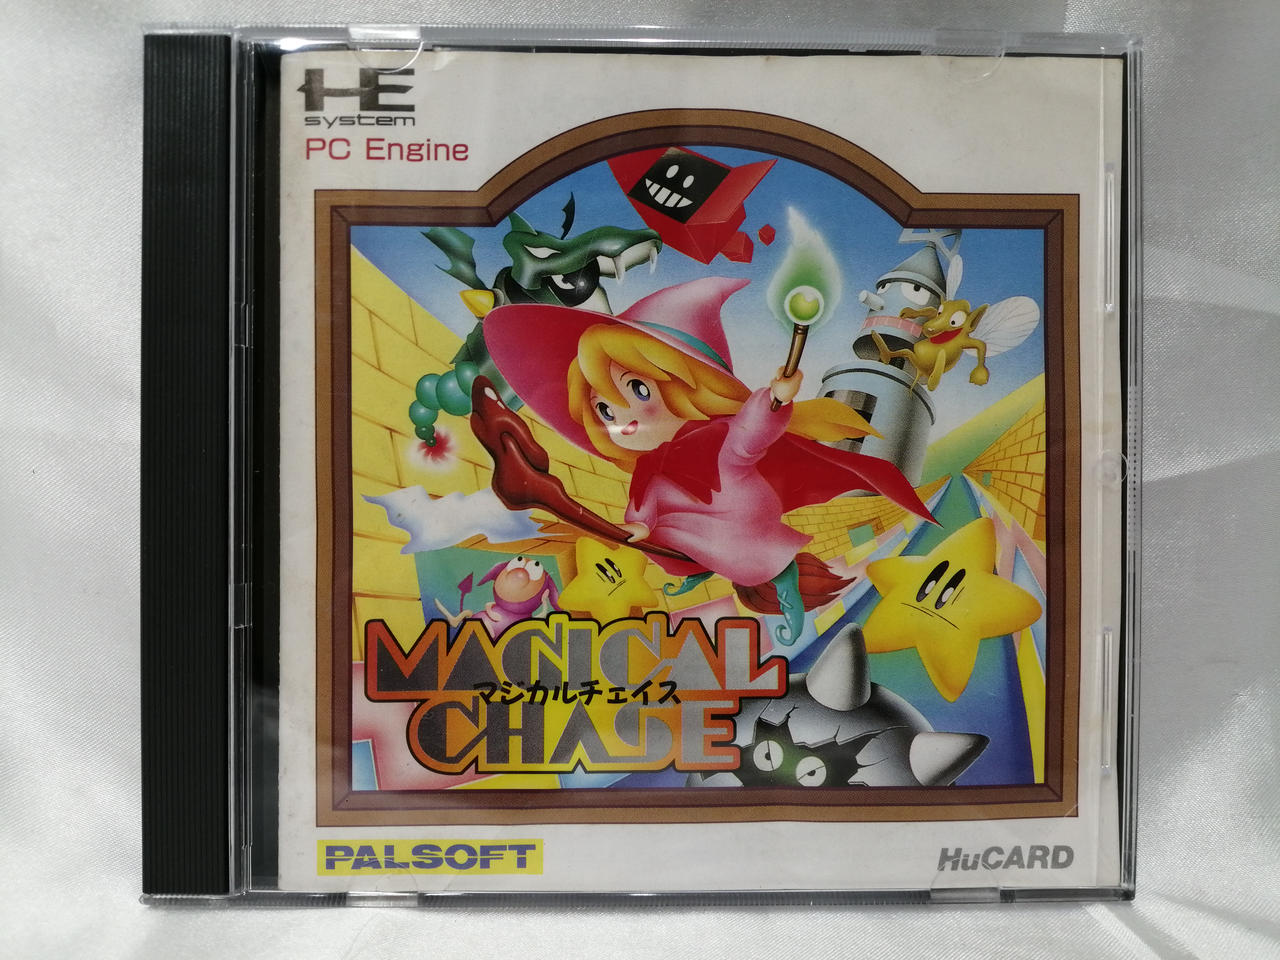 HE
system
PC Engine
MAGICAL
マジカルチェイス
CHASE
PALSOFT
HuCARD